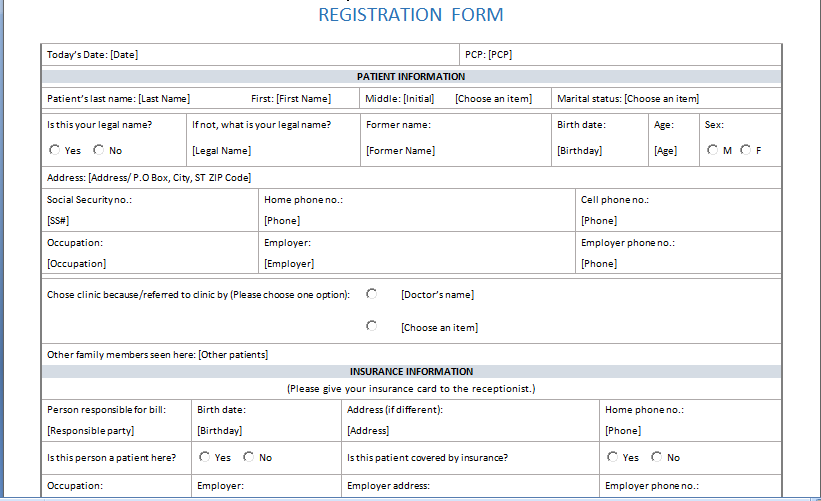 REGISTRATION FORM
Today's Date: [Date] PCP: [PCP]
PATIENT INFORMATION
Patient's last name: [Last Name] First: [First Name] Middle: [Initial] [Choose an item] Marital status: [Choose an item]
Is this your legal name? If not, what is your legal name? Former name: Birth date: Age: Sex:
Yes No [Legal Name] [Former Name] [Birthday] [Age] M F
Address: [Address/ P.O Box, City, ST ZIP Code]
Social Security no.: Home phone no.: Cell phone no.:
[SS#] [Phone] [Phone]
Occupation: Employer: Employer phone no.:
[Occupation] [Employer] [Phone]
Chose clinic because/referred to clinic by (Please choose one option): [Doctor's name]
[Choose an item]
Other family members seen here: [Other patients]
INSURANCE INFORMATION
(Please give your insurance card to the receptionist.)
Person responsible for bill: Birth date: Address (if different): Home phone no.:
[Responsible party] [Birthday] [Address] [Phone]
Is this person a patient here? Yes No Is this patient covered by insurance? Yes No
Occupation: Employer: Employer address: Employer phone no.: